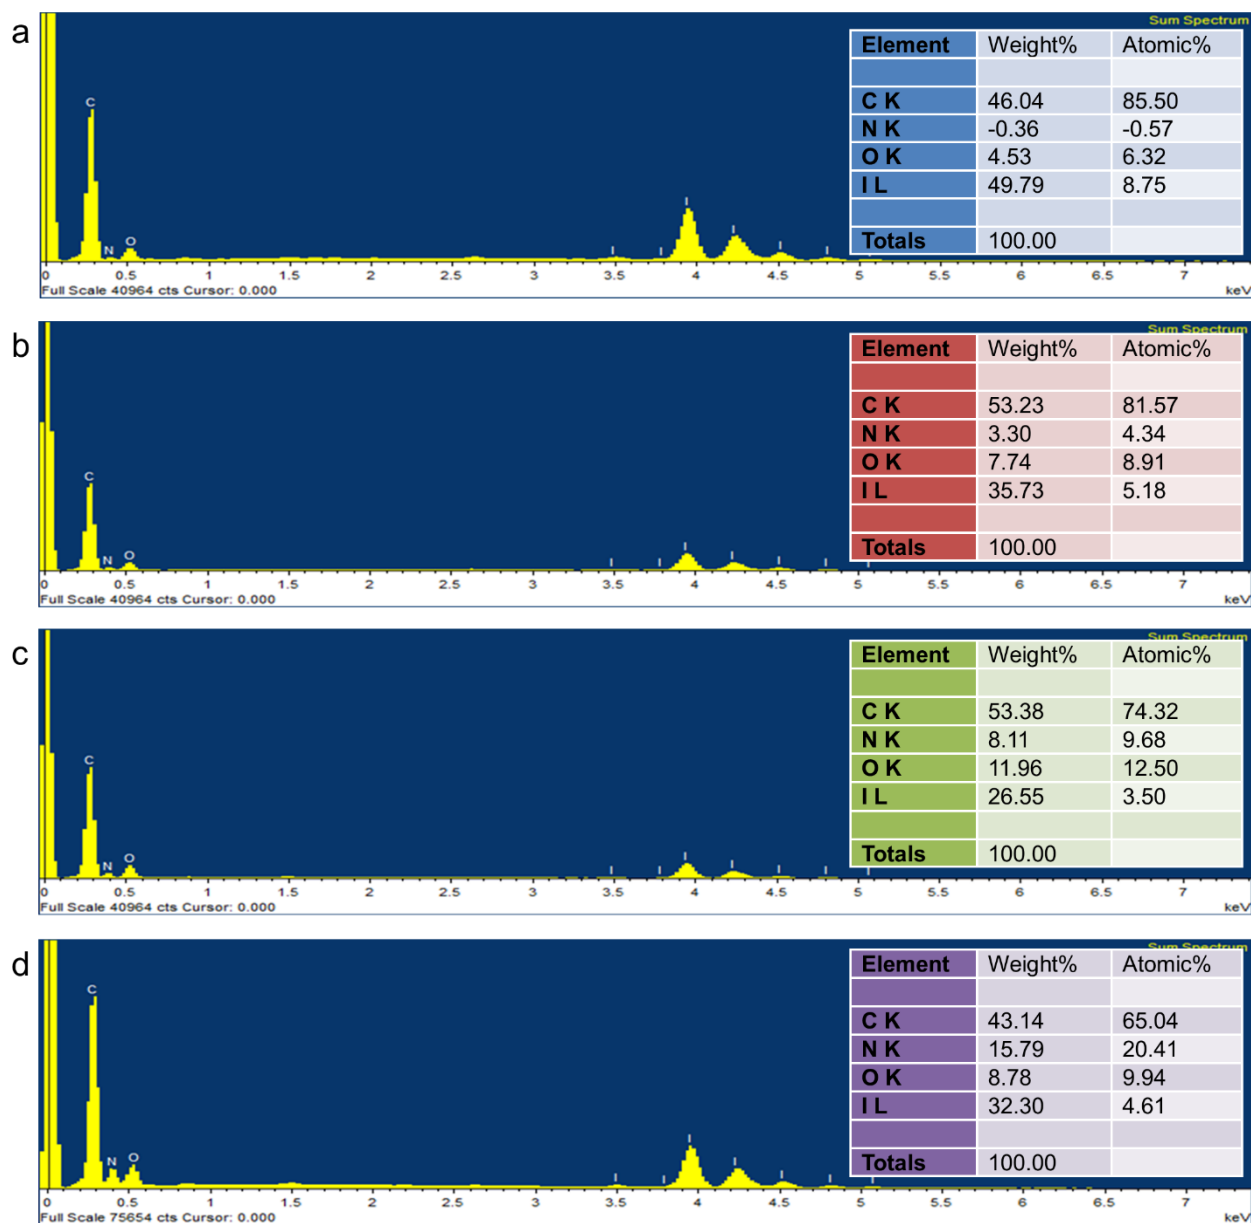 a
Sum Spectrum
Element Weight% Atomic%
C K 46.04 85.50
N K -0.36 -0.57
O K 4.53 6.32
I L 49.79 8.75
Totals 100.00
C
N O I I I I I I I
0 0.5 1 1.5 2 2.5 3 3.5 4 4.5 5 5.5 6 6.5 7
Full Scale 40964 cts Cursor: 0.000 keV
b
Sum Spectrum
Element Weight% Atomic%
C K 53.23 81.57
N K 3.30 4.34
O K 7.74 8.91
I L 35.73 5.18
Totals 100.00
C
N O I I I I I I I
0 0.5 1 1.5 2 2.5 3 3.5 4 4.5 5 5.5 6 6.5 7
Full Scale 40964 cts Cursor: 0.000 keV
c
Sum Spectrum
Element Weight% Atomic%
C K 53.38 74.32
N K 8.11 9.68
O K 11.96 12.50
I L 26.55 3.50
Totals 100.00
C
N O I I I I I I I
0 0.5 1 1.5 2 2.5 3 3.5 4 4.5 5 5.5 6 6.5 7
Full Scale 40964 cts Cursor: 0.000 keV
d
Sum Spectrum
Element Weight% Atomic%
C K 43.14 65.04
N K 15.79 20.41
O K 8.78 9.94
I L 32.30 4.61
Totals 100.00
C
N O I I I I I I I
0 0.5 1 1.5 2 2.5 3 3.5 4 4.5 5 5.5 6 6.5 7
Full Scale 75654 cts Cursor: 0.000 keV